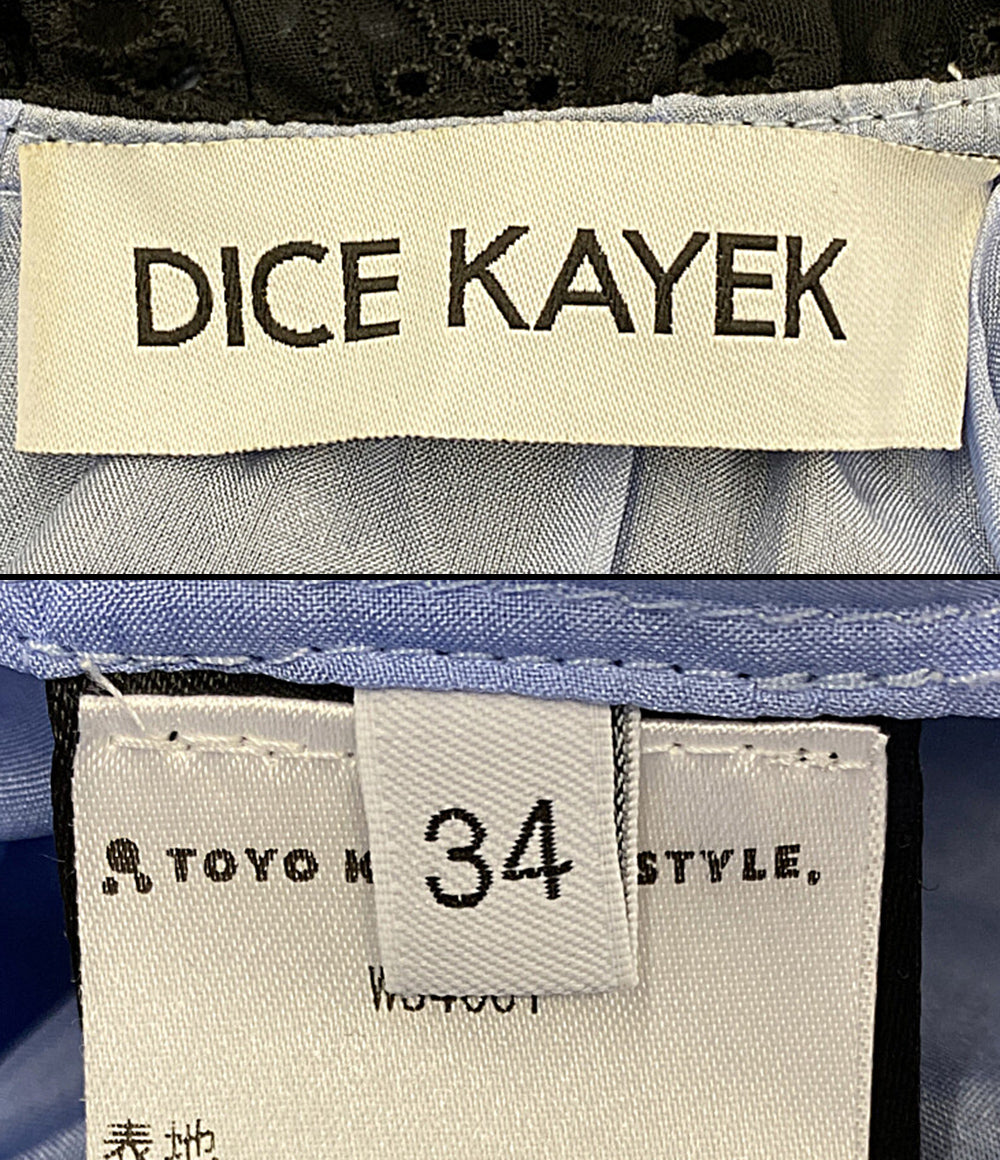 DICE KAYEK
34
TOYO STYLE.
表地